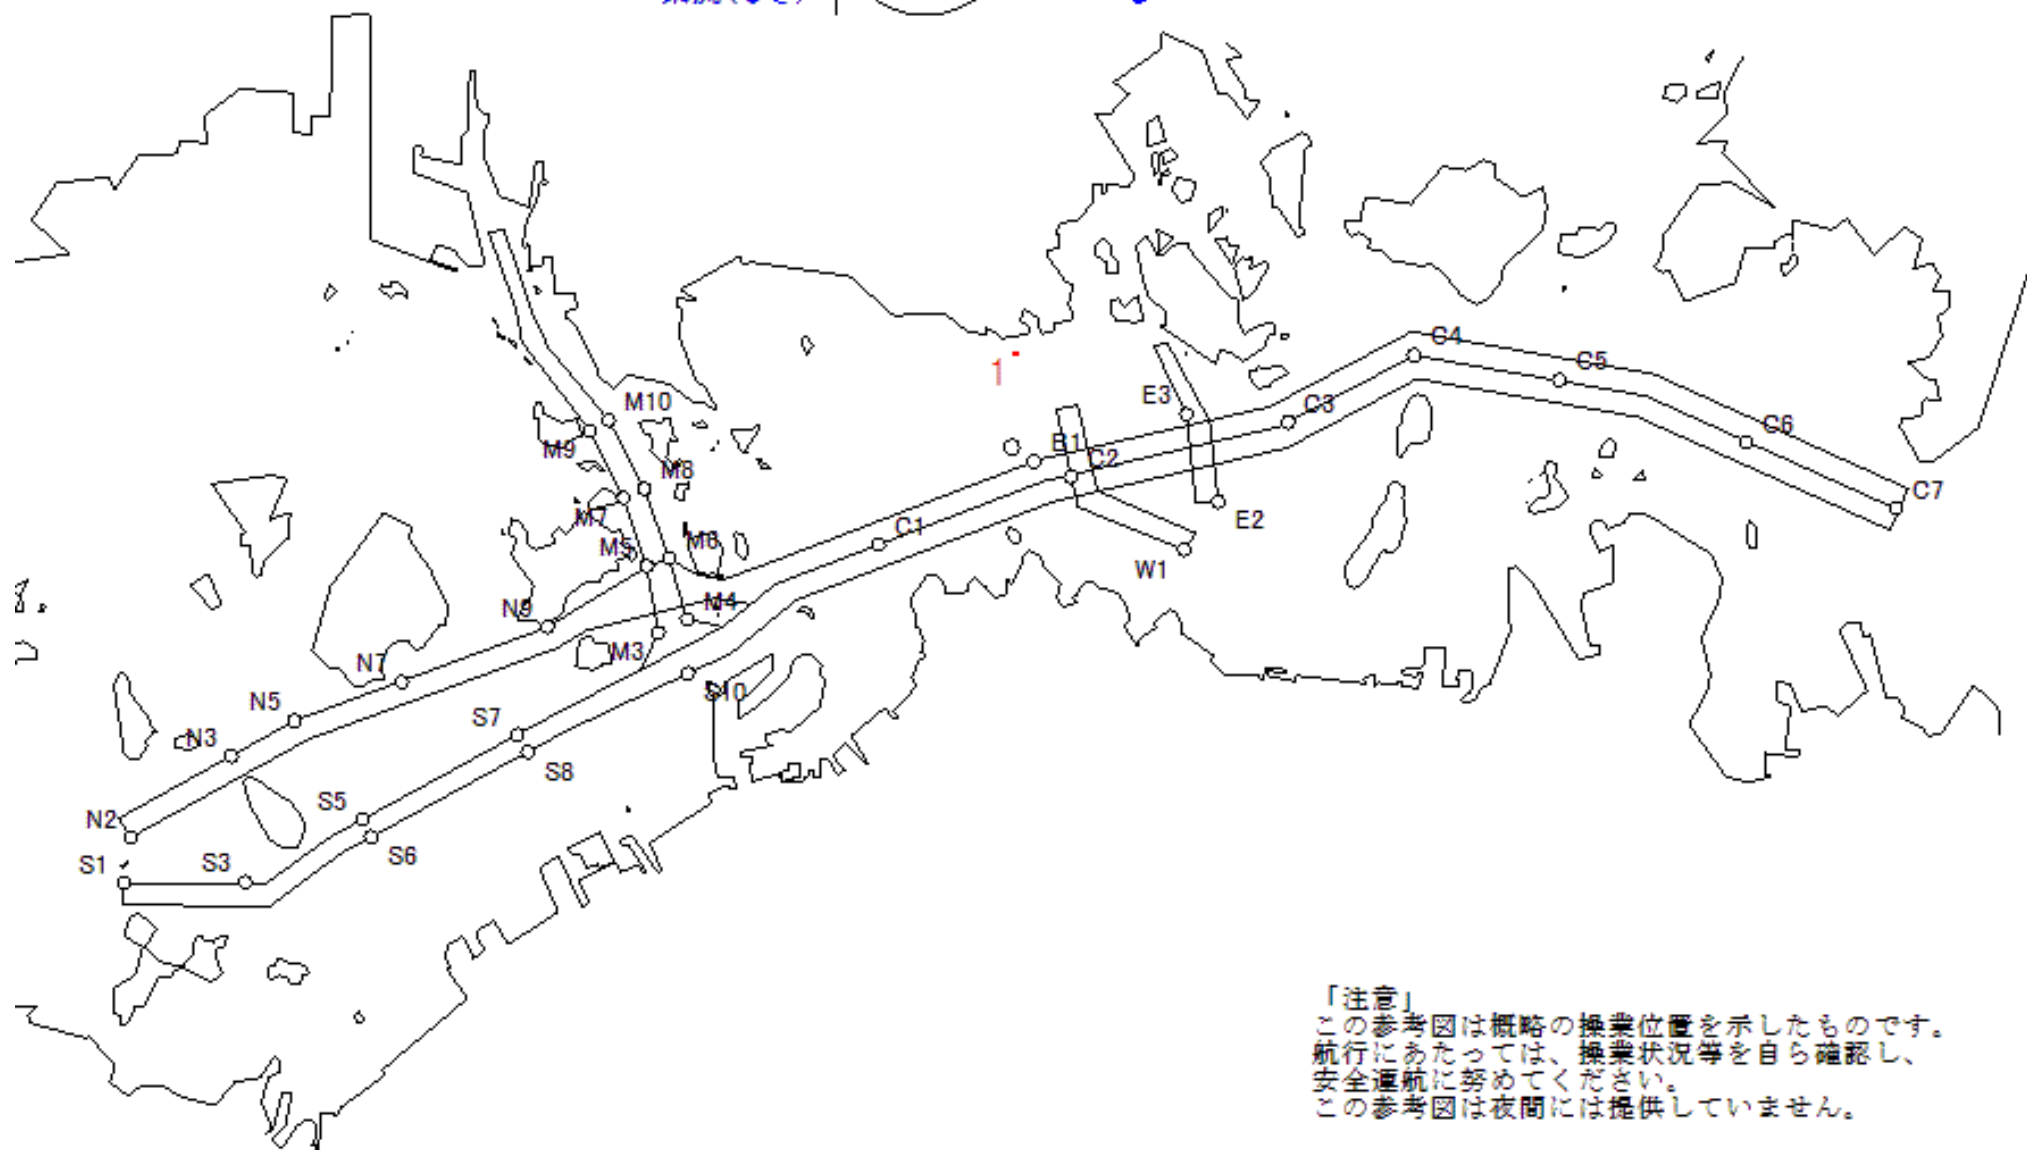 C4
C5
1
E3
M10
C3
C6
B1
M9
C2
M8
C7
M7
E2
C1
M5
M6
W1
N9
M4
M3
N7
S10
N5
S7
N3
S8
S5
N2
S6
S1
S3
「注意」
この参考図は概略の操業位置を示したものです。
航行にあたっては、操業状況等を自ら確認し、
安全運航に努めてください。
この参考図は夜間には提供していません。